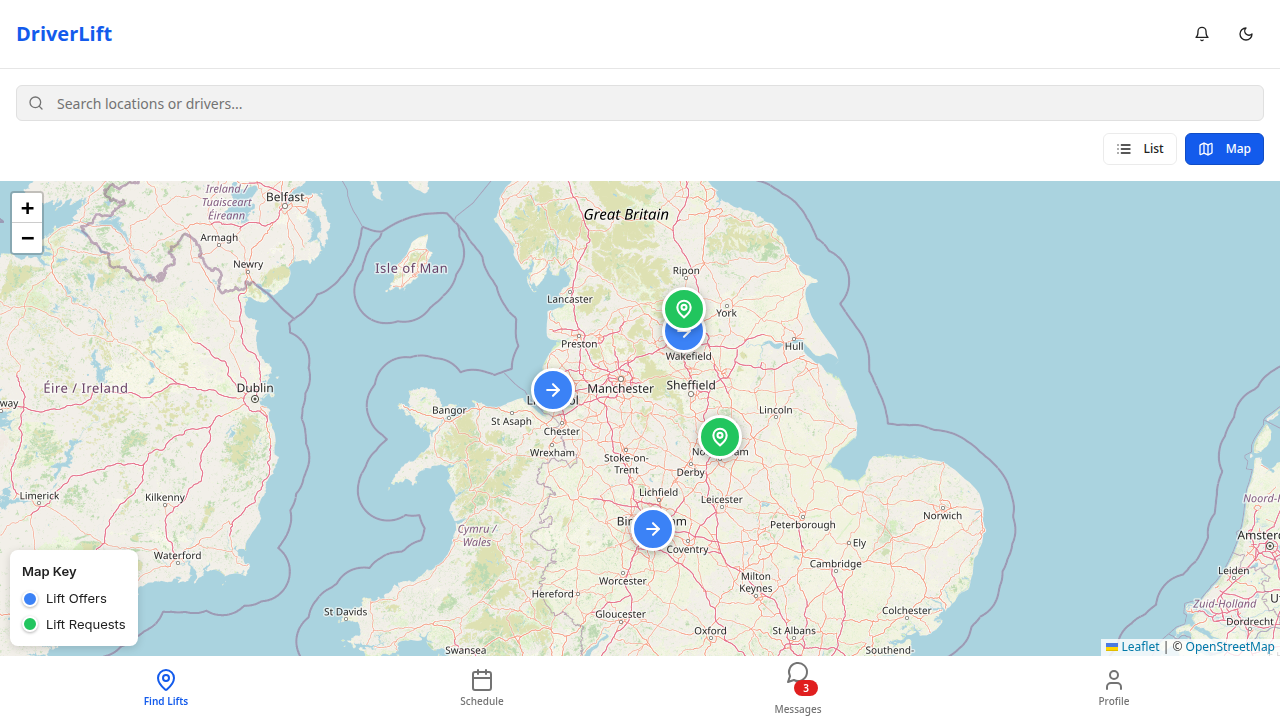 DriverLift
Search locations or drivers...
List
Map
+
−
Ireland /
Tuaisceart
Éireann
Belfast
Great Britain
Armagh
Newry
Isle of Man
Ripon
Lancaster
York
Preston
Hull
Wakefield
Éire / Ireland
Dublin
Manchester
Sheffield
Bangor
St Asaph
Lincoln
Chester
Wrexham
Stoke-on-
Trent
Derby
Limerick
Kilkenny
Lichfield
Leicester
Norwich
Peterborough
Cymru /
Wales
Ely
Coventry
Waterford
Cambridge
Worcester
Milton
Keynes
Hereford
Leiden
Zuid-Holland
Dordrecht
St Davids
Gloucester
Colchester
Oxford
St Albans
Swansea
Southend-
Map Key
Lift Offers
Lift Requests
Leaflet | © OpenStreetMap
Find Lifts
Schedule
3
Messages
Profile